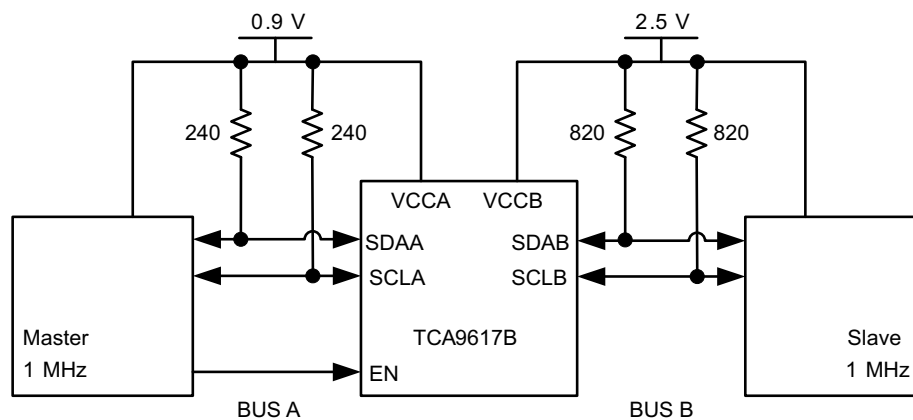 0.9 V
2.5 V
240
240
820
820
VCCA
VCCB
SDAA
SDAB
SCLA
SCLB
Master
1 MHz
TCA9617B
Slave
1 MHz
EN
BUS A
BUS B